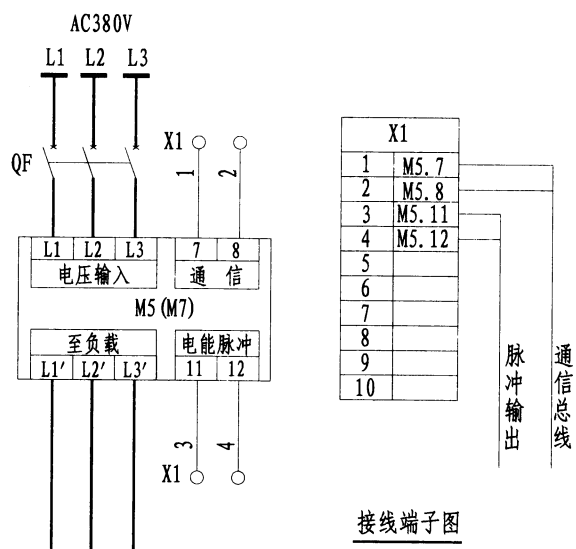 AC380V
L1 L2 L3
QF
X1
1 2
L1 L2 L3 7 8
电压输入 通信
M5(M7)
至负载 电能脉冲
L1′ L2′ L3′ 11 12
3 4
X1
X1
1 M5.7
2 M5.8
3 M5.11
4 M5.12
5
6
7
8
9
10
脉冲输出
通信总线
接线端子图